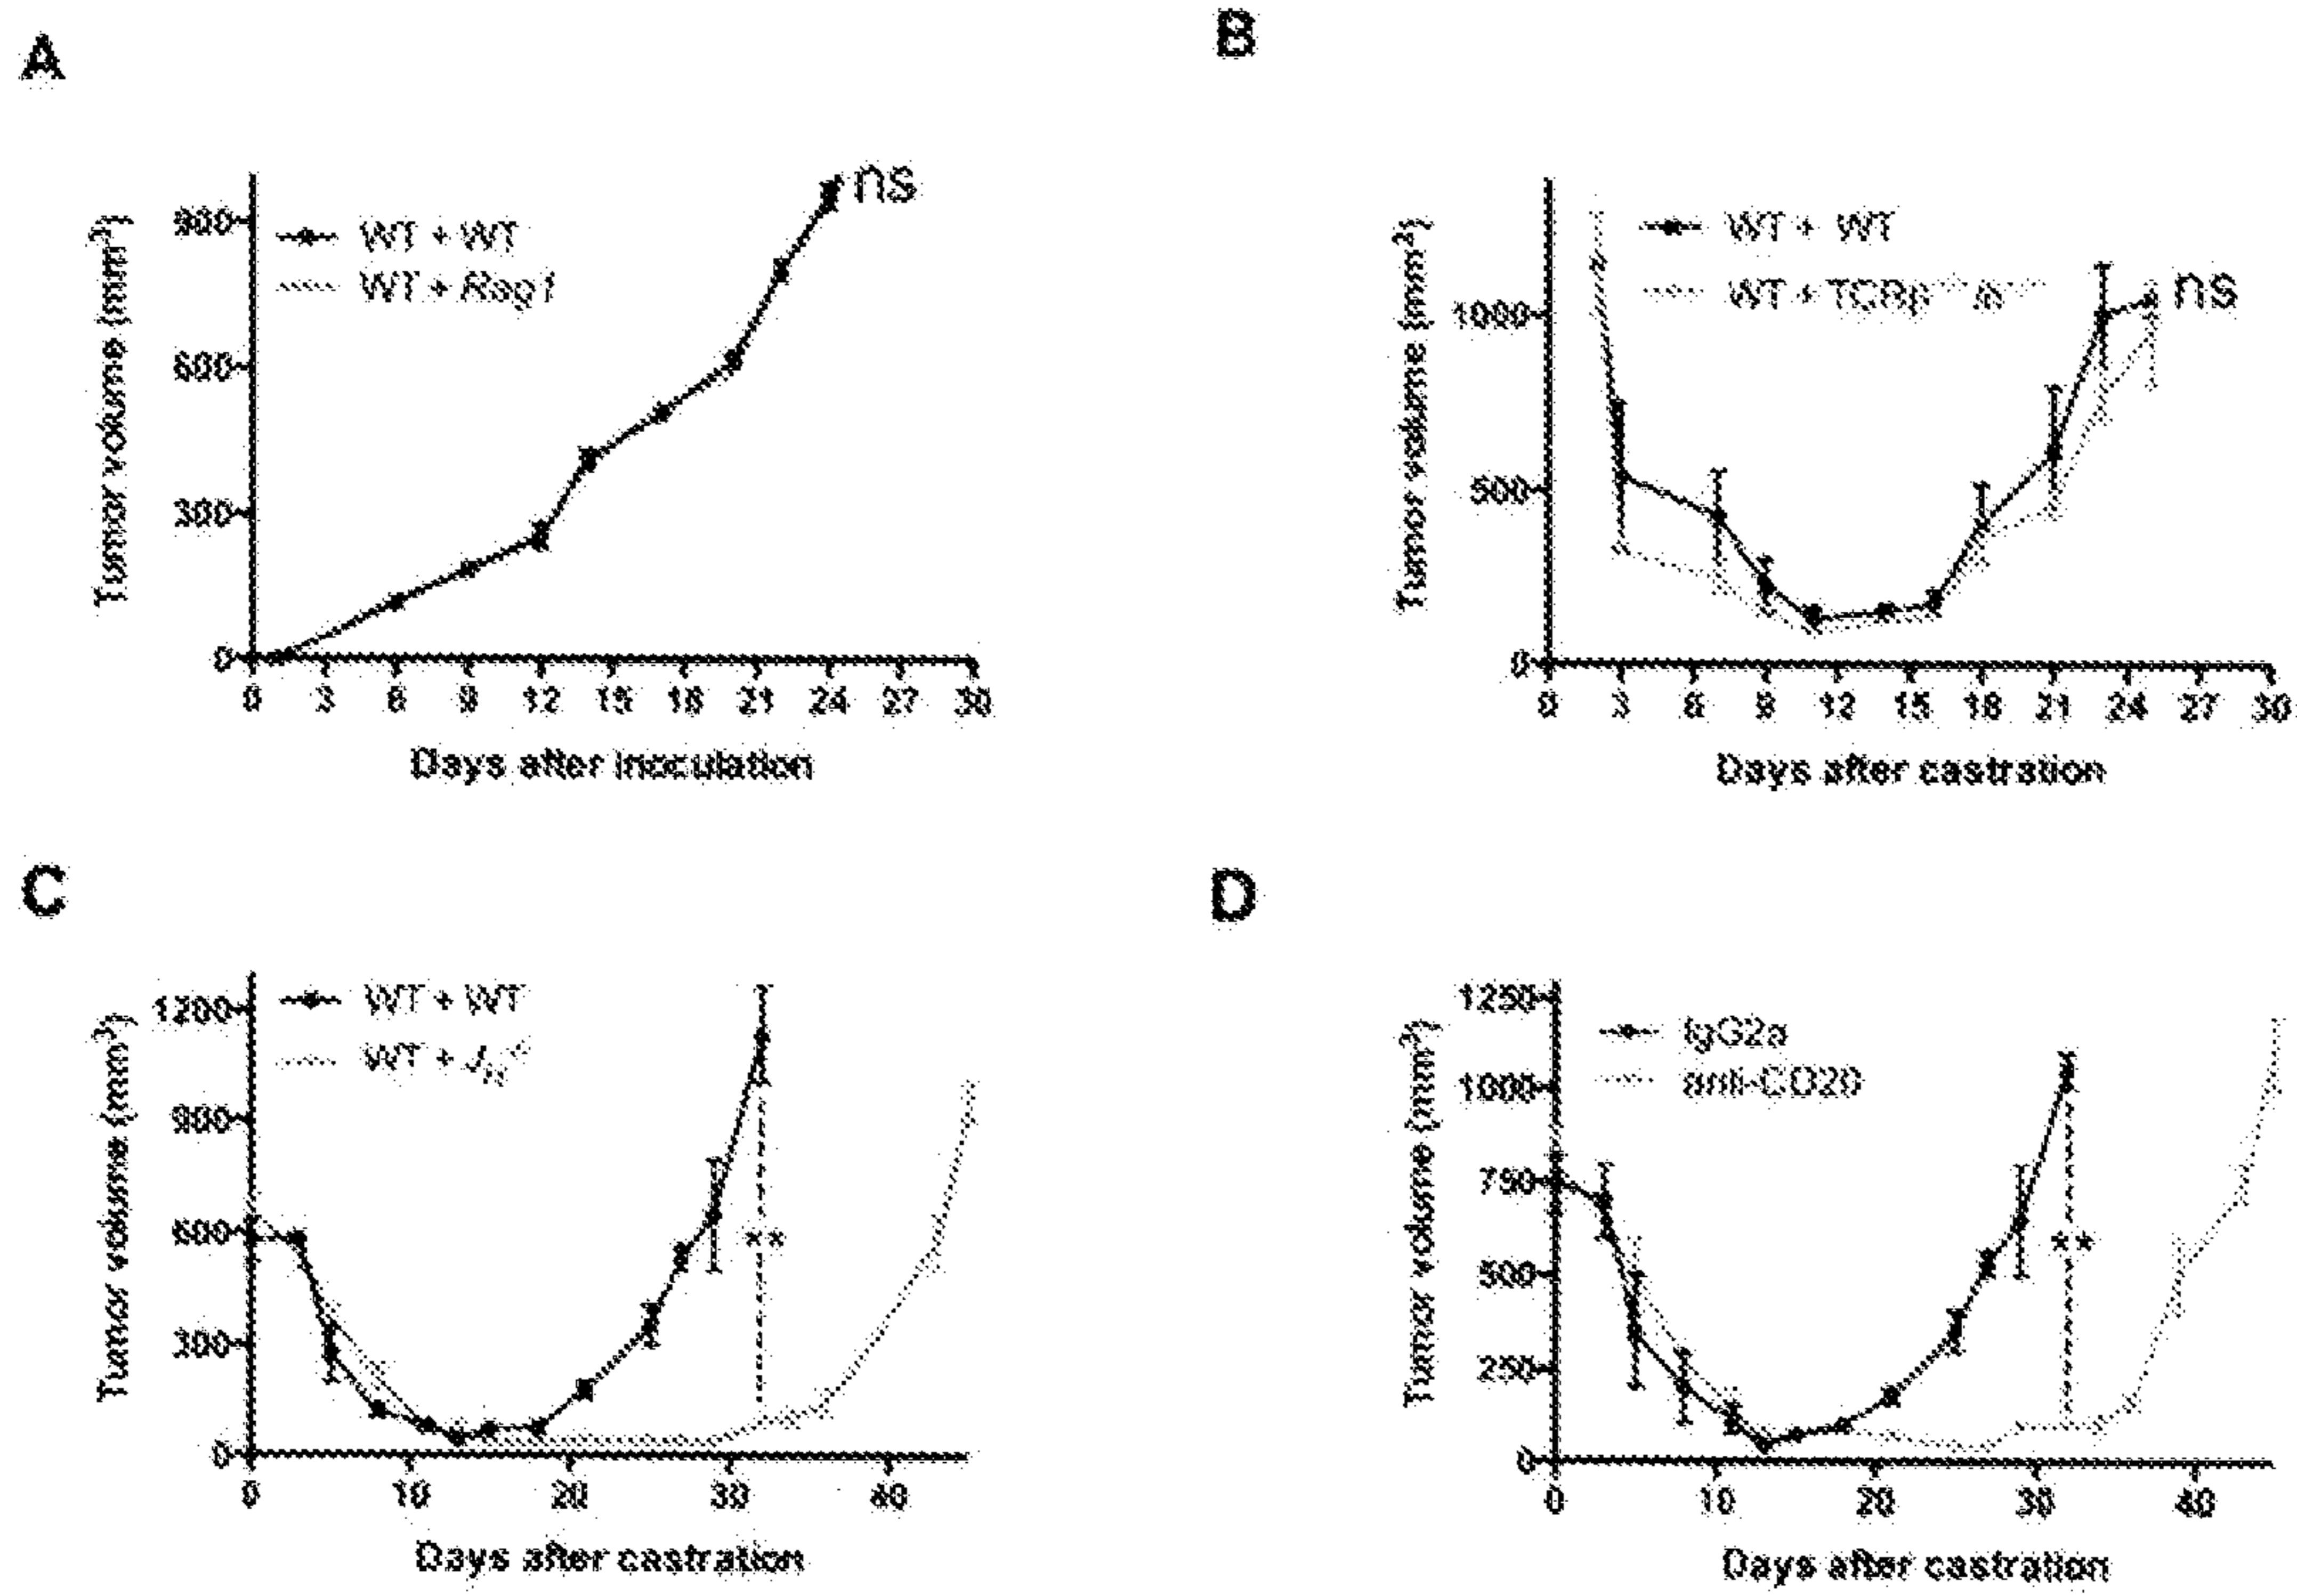 A
Tumor volume (mm³)
900
600
300
0
WT + WT
WT + Rag1
ns
0 3 6 9 12 15 18 21 24 27 30
Days after inoculation
B
Tumor volume (mm³)
1000
500
0
WT + WT
WT + TCRβ
ns
0 3 6 9 12 15 18 21 24 27 30
Days after castration
C
Tumor volume (mm³)
1200
900
600
300
0
WT + WT
WT + J_H^-/-
**
0 10 20 30 40
Days after castration
D
Tumor volume (mm³)
1250
1000
750
500
250
0
IgG2a
anti-CD20
**
0 10 20 30 40
Days after castration